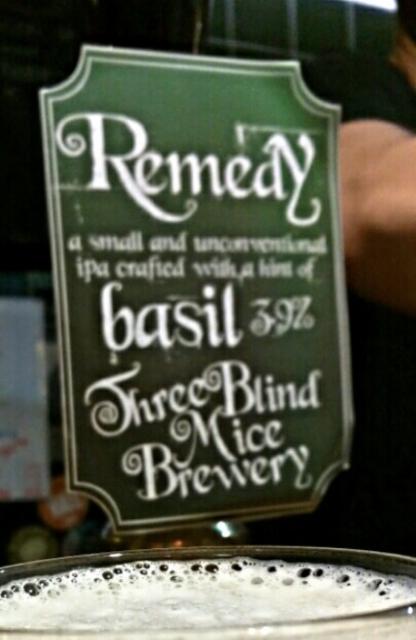 Remedy
a small and unconventional
ipa crafted with a hint of
basil 3.9%
Three Blind
Mice
Brewery